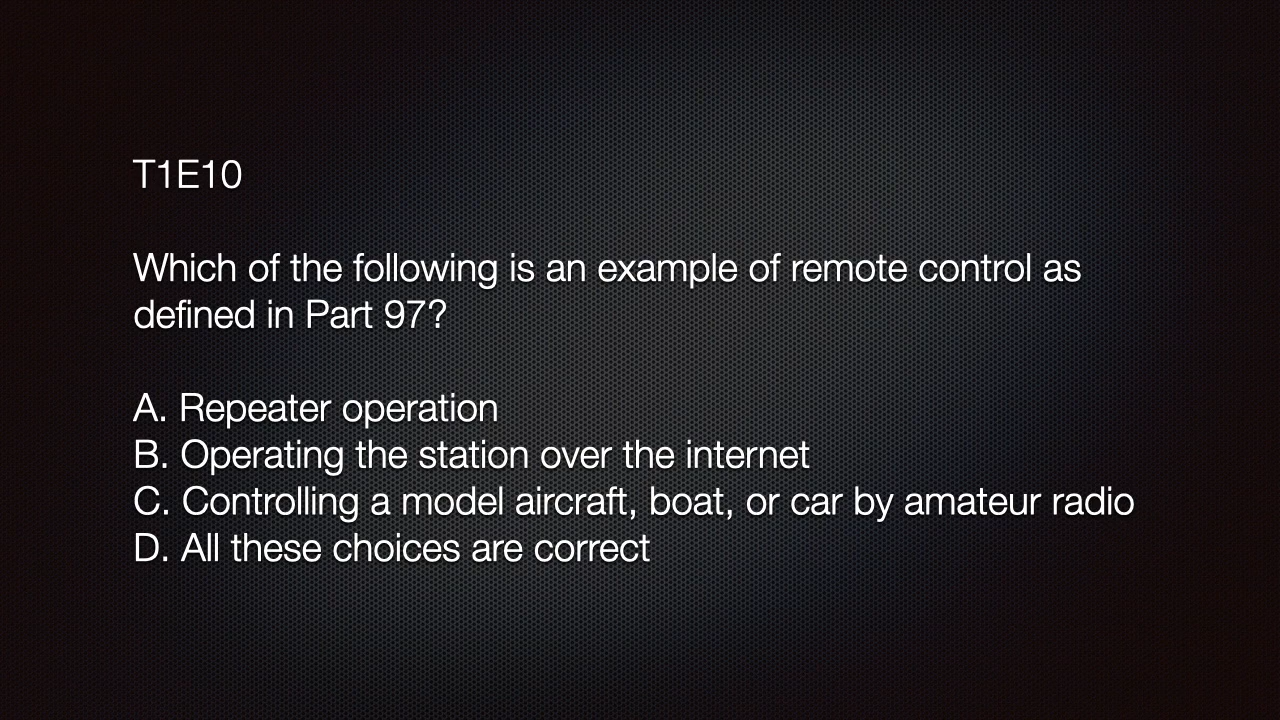 T1E10
Which of the following is an example of remote control as
defined in Part 97?
A. Repeater operation
B. Operating the station over the internet
C. Controlling a model aircraft, boat, or car by amateur radio
D. All these choices are correct